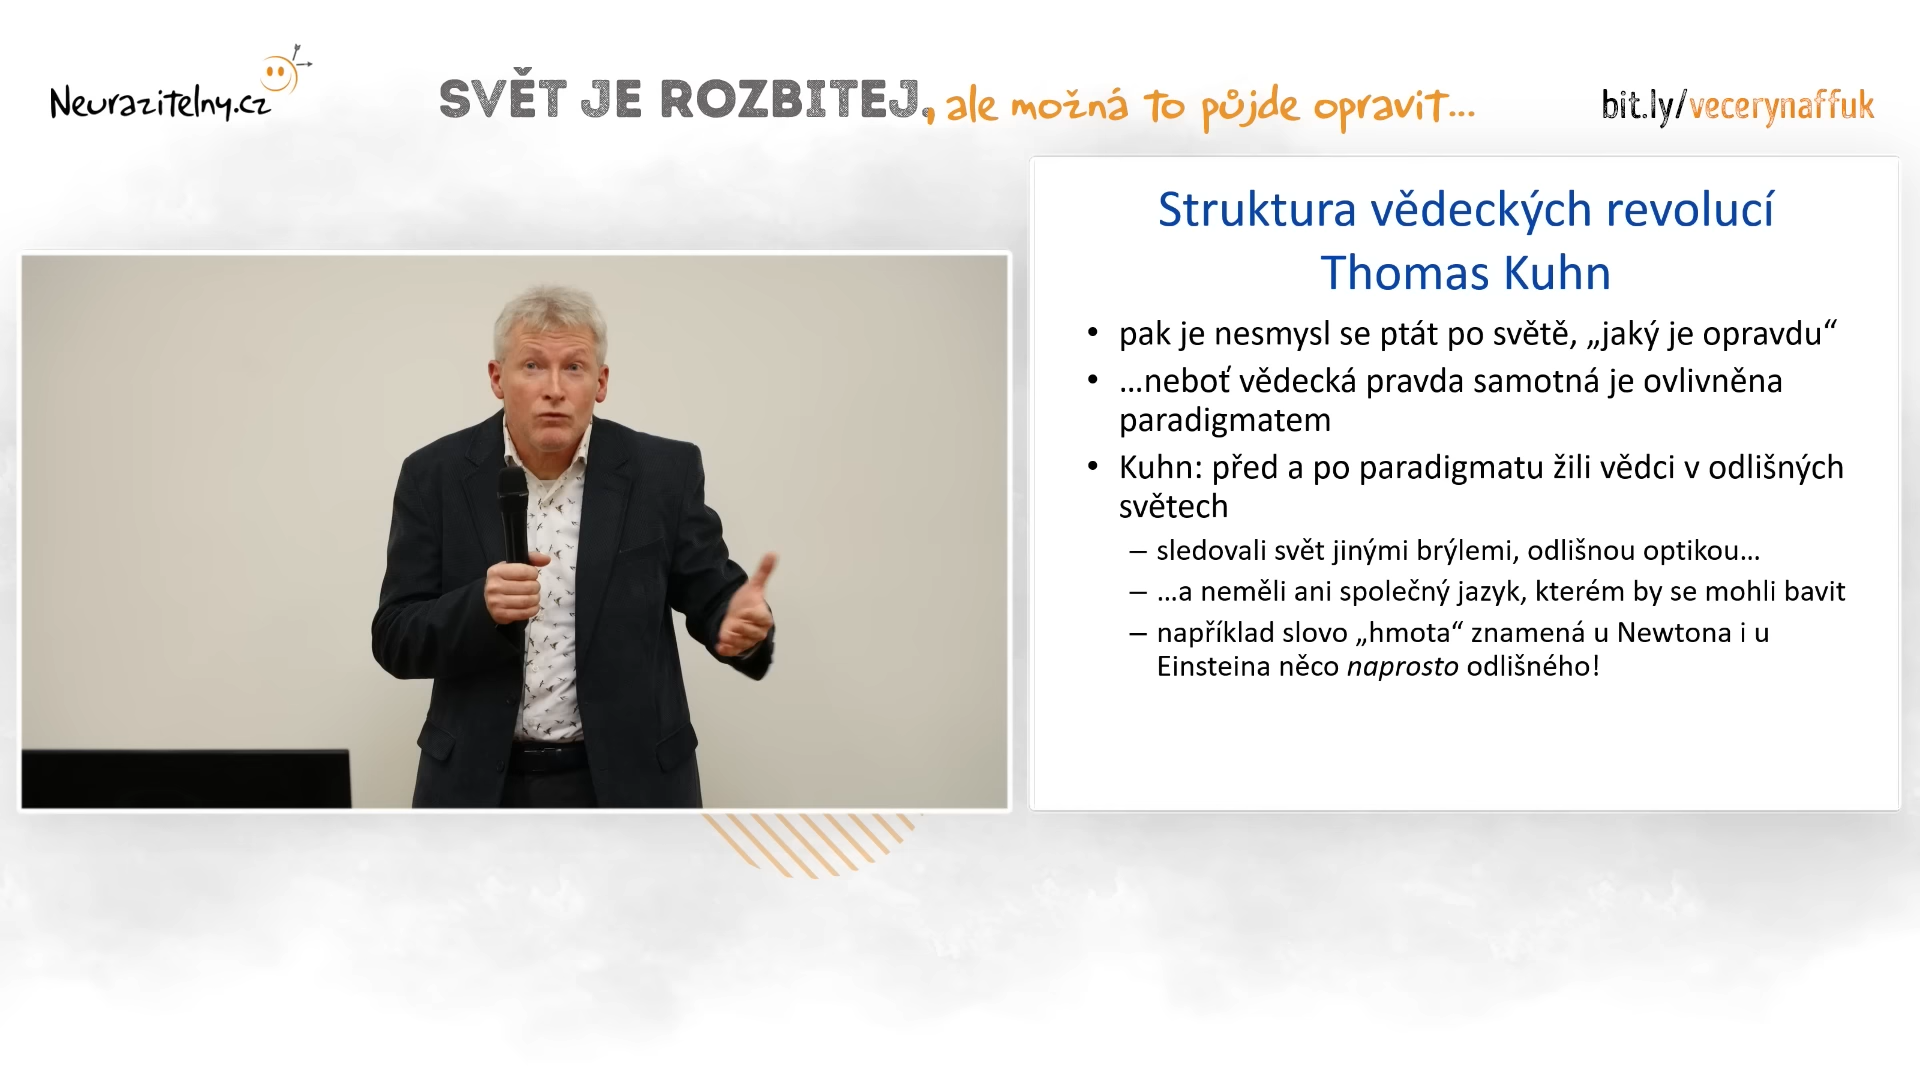 Neurazitelny.cz
SVĚT JE ROZBITEJ, ale možná to půjde opravit...
bit.ly/vecerynaffuk
Struktura vědeckých revolucí
Thomas Kuhn
• pak je nesmysl se ptát po světě, „jaký je opravdu“
• …neboť vědecká pravda samotná je ovlivněna
paradigmatem
• Kuhn: před a po paradigmatu žili vědci v odlišných
světech
– sledovali svět jinými brýlemi, odlišnou optikou…
– …a neměli ani společný jazyk, kterém by se mohli bavit
– například slovo „hmota“ znamená u Newtona i u
Einsteina něco naprosto odlišného!